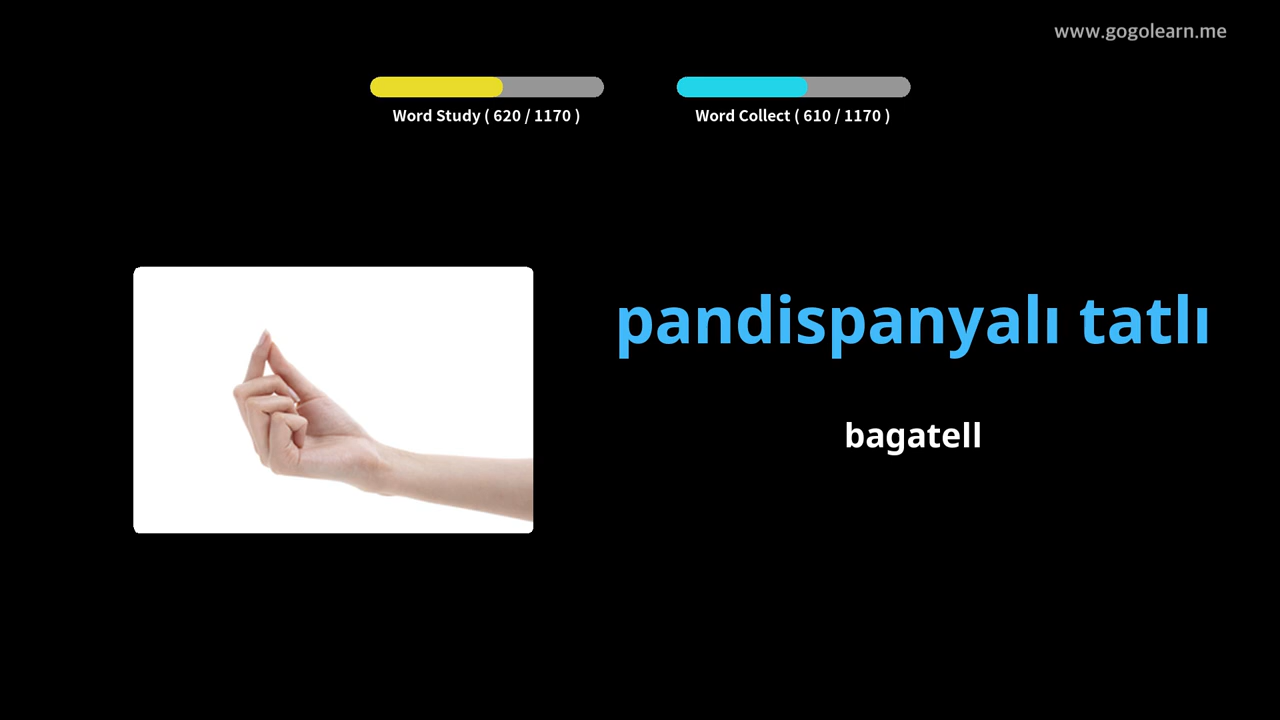 www.gogolearn.me
Word Study ( 620 / 1170 )
Word Collect ( 610 / 1170 )
pandispanyalı tatlı
bagatell